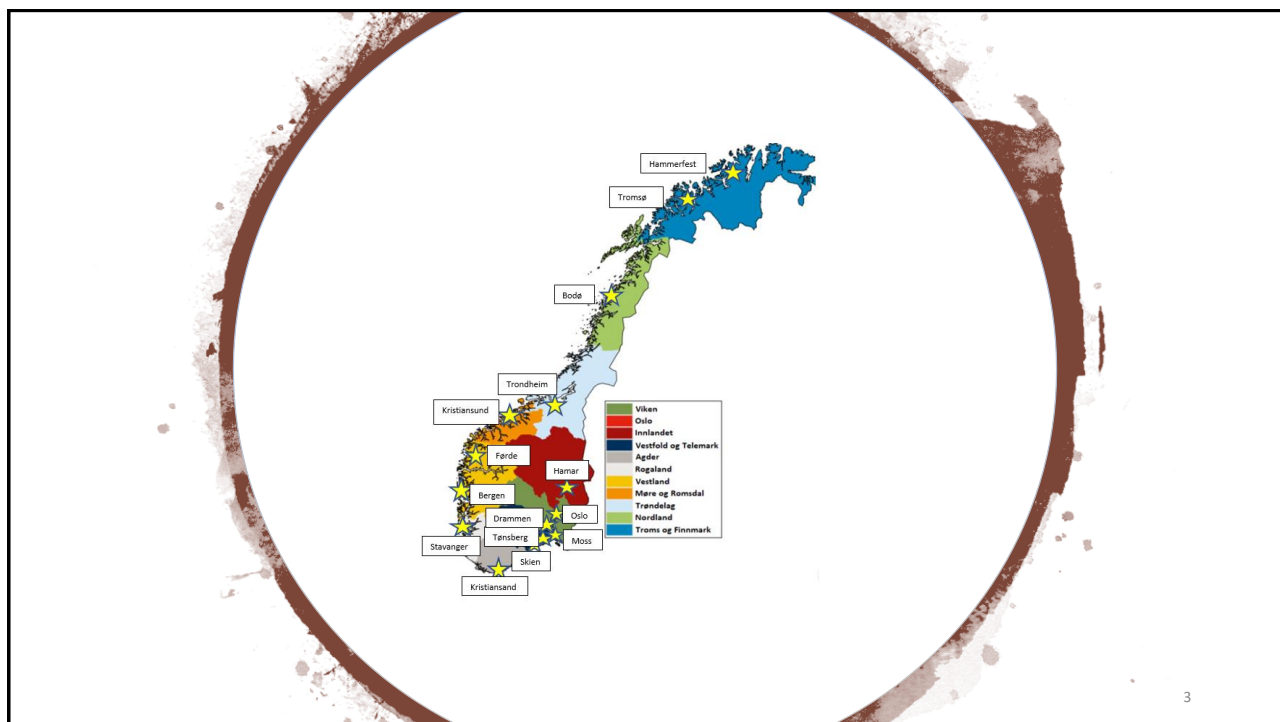 Hammerfest
Tromsø
Bodø
Trondheim
Kristiansund
Førde
Hamar
Bergen
Drammen
Oslo
Tønsberg
Moss
Stavanger
Skien
Kristiansand
Viken
Oslo
Innlandet
Vestfold og Telemark
Agder
Rogaland
Vestland
Møre og Romsdal
Trøndelag
Nordland
Troms og Finnmark
3